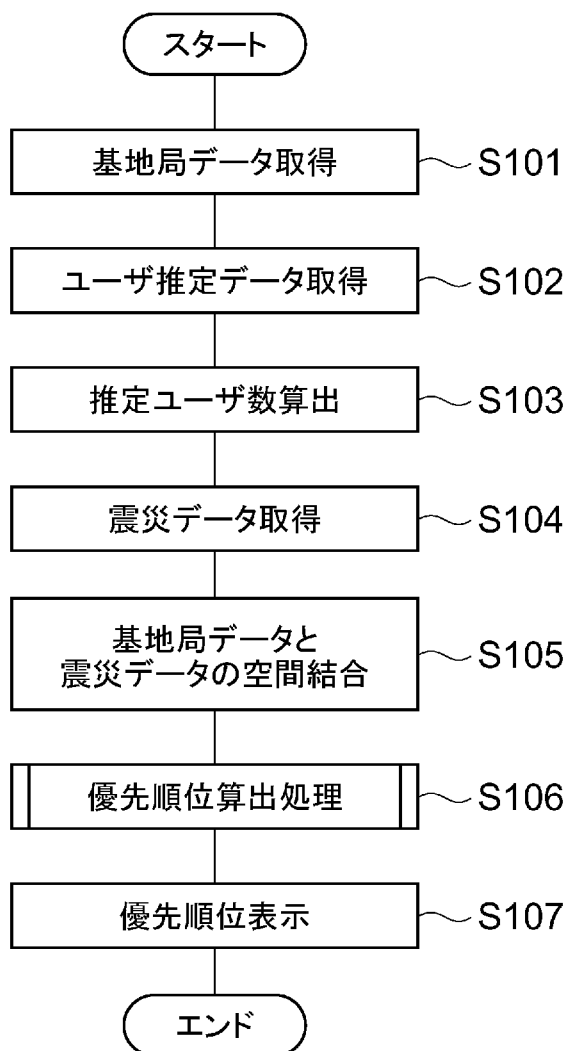 スタート
基地局データ取得
S101
ユーザ推定データ取得
S102
推定ユーザ数算出
S103
震災データ取得
S104
基地局データと
震災データの空間結合
S105
優先順位算出処理
S106
優先順位表示
S107
エンド